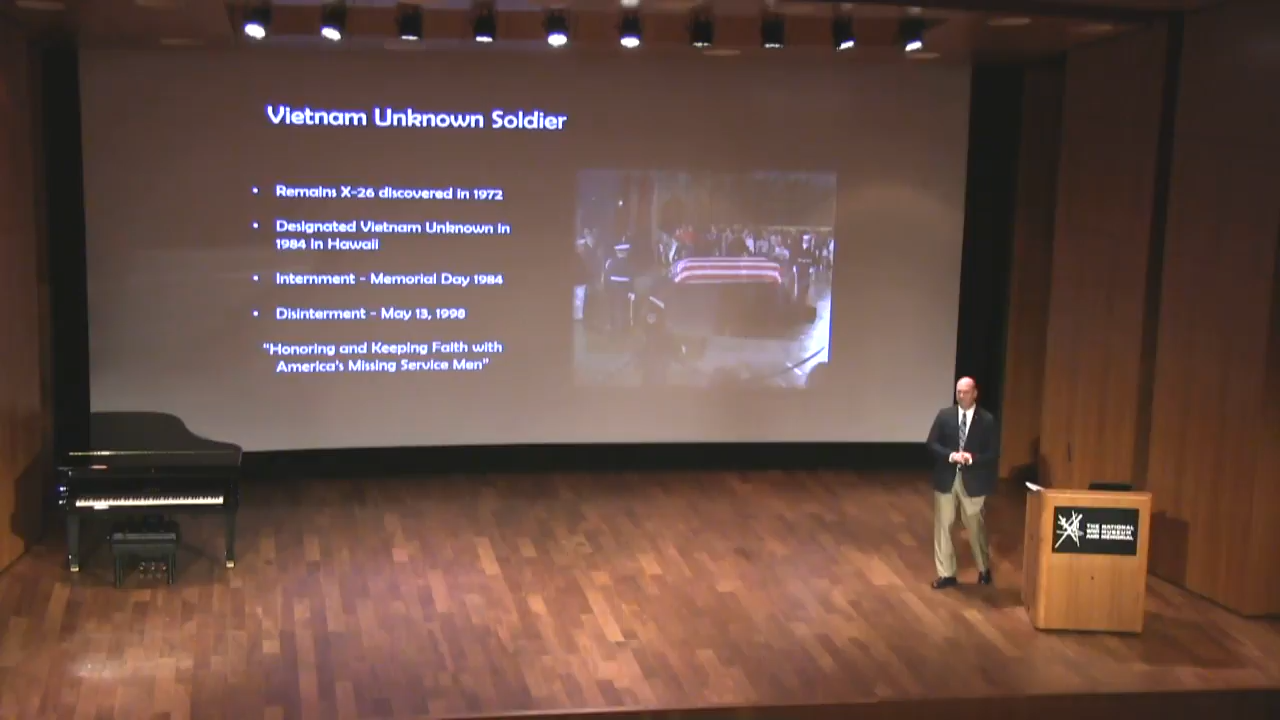 Vietnam Unknown Soldier
• Remains X-26 discovered in 1972
• Designated Vietnam Unknown in
1984 in Hawaii
• Internment - Memorial Day 1984
• Disinterment - May 13, 1998
"Honoring and Keeping Faith with
America's Missing Service Men"
THE NATIONAL
WWI MUSEUM
AND MEMORIAL